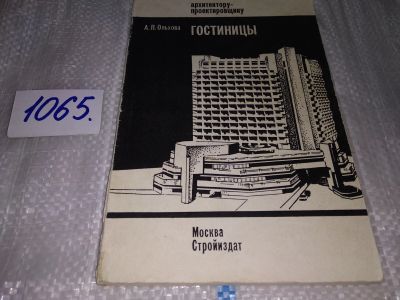 1065.
архитектору-
проектировщику
А.П.Ольхова
ГОСТИНИЦЫ
Москва
Стройиздат